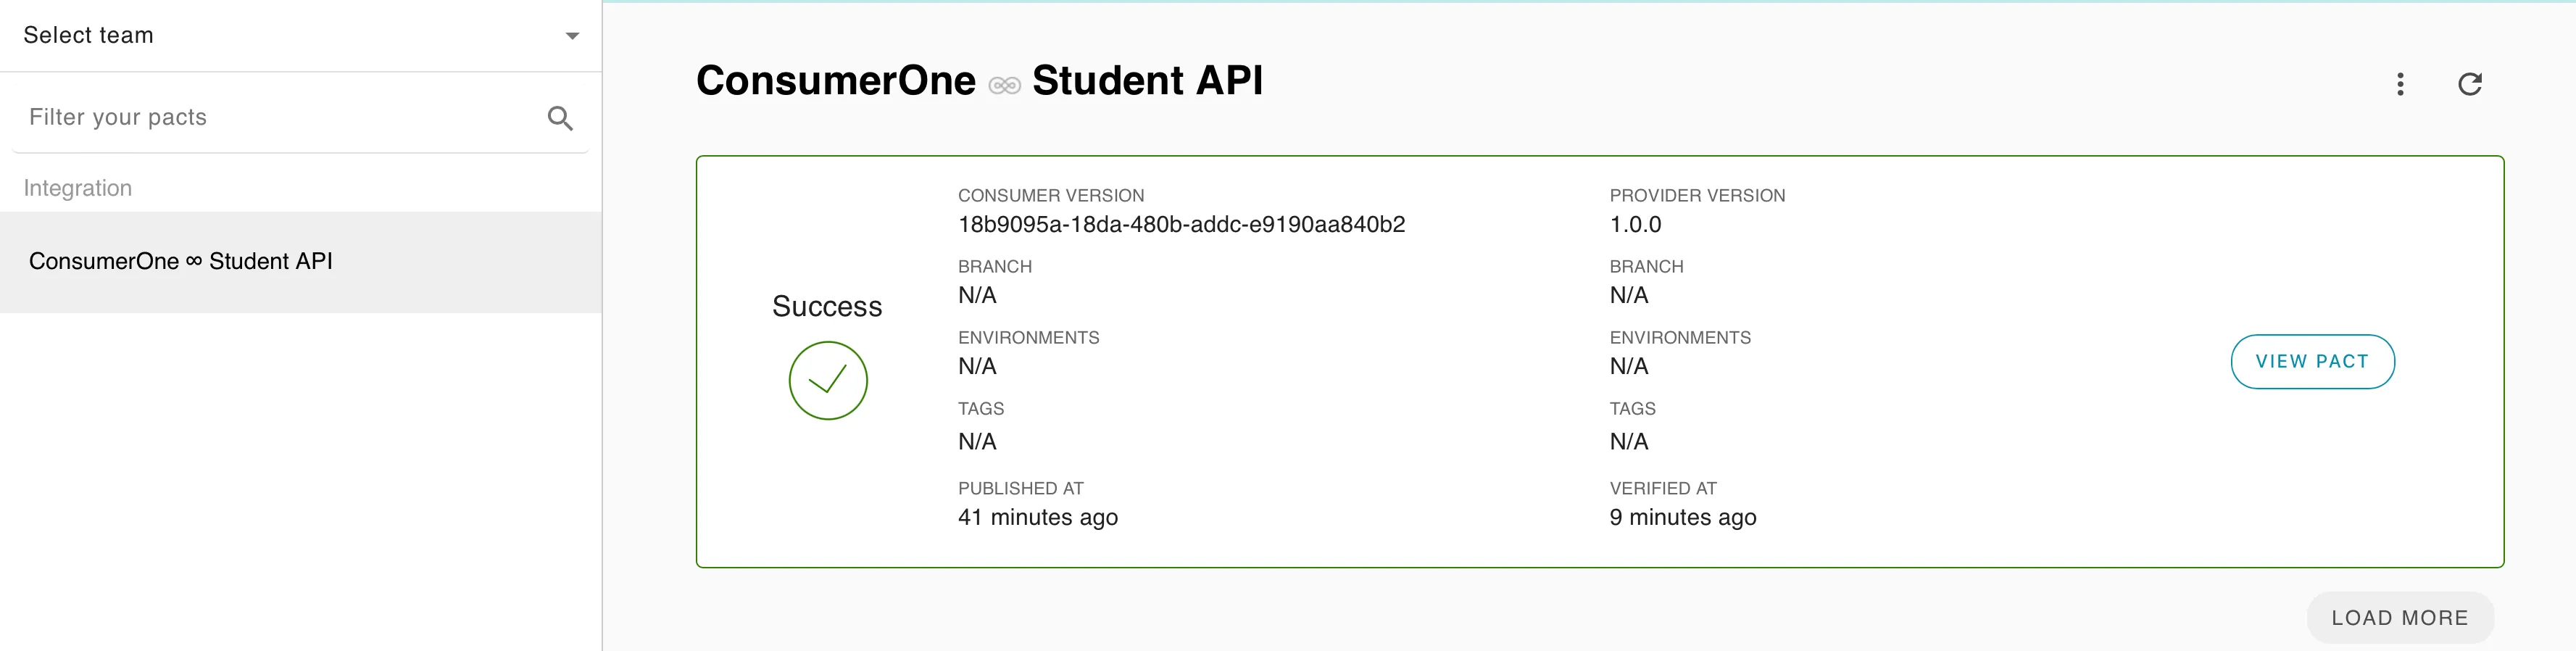 Select team
Filter your pacts
Integration
ConsumerOne ∞ Student API
ConsumerOne ∞ Student API
Success
CONSUMER VERSION
18b9095a-18da-480b-addc-e9190aa840b2
BRANCH
N/A
ENVIRONMENTS
N/A
TAGS
N/A
PUBLISHED AT
41 minutes ago
PROVIDER VERSION
1.0.0
BRANCH
N/A
ENVIRONMENTS
N/A
TAGS
N/A
VERIFIED AT
9 minutes ago
VIEW PACT
LOAD MORE